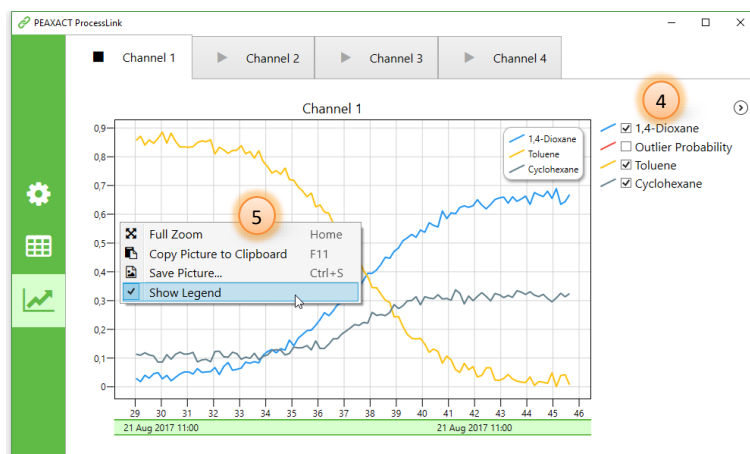 PEAXACT ProcessLink
Channel 1
Channel 2
Channel 3
Channel 4
4
Channel 1
1,4-Dioxane
Outlier Probability
Toluene
Cyclohexane
1,4-Dioxane
Toluene
Cyclohexane
5
Full Zoom Home
Copy Picture to Clipboard F11
Save Picture... Ctrl+S
Show Legend
0,9
0,8
0,7
0,6
0,5
0,4
0,3
0,2
0,1
0
29 30 31 32 33 34 35 36 37 38 39 40 41 42 43 44 45 46
21 Aug 2017 11:00 21 Aug 2017 11:00